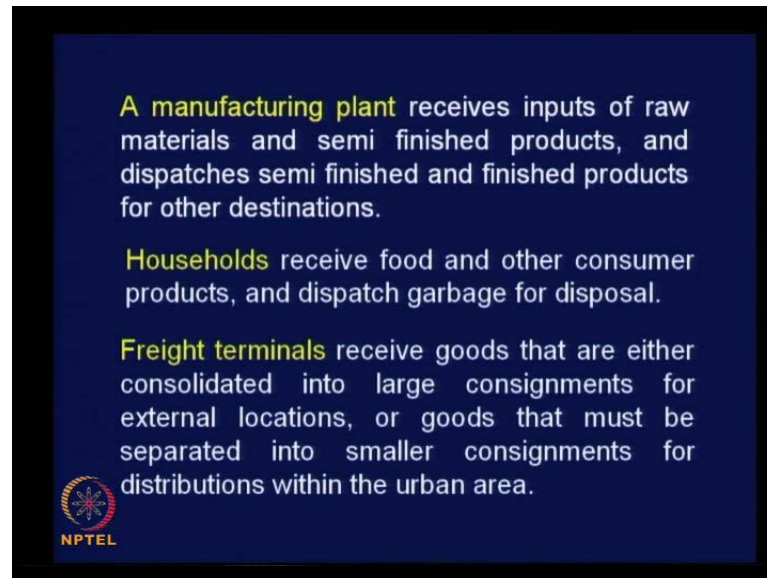 A manufacturing plant receives inputs of raw
materials and semi finished products, and
dispatches semi finished and finished products
for other destinations.
Households receive food and other consumer
products, and dispatch garbage for disposal.
Freight terminals receive goods that are either
consolidated into large consignments for
external locations, or goods that must be
separated into smaller consignments for
distributions within the urban area.
NPTEL